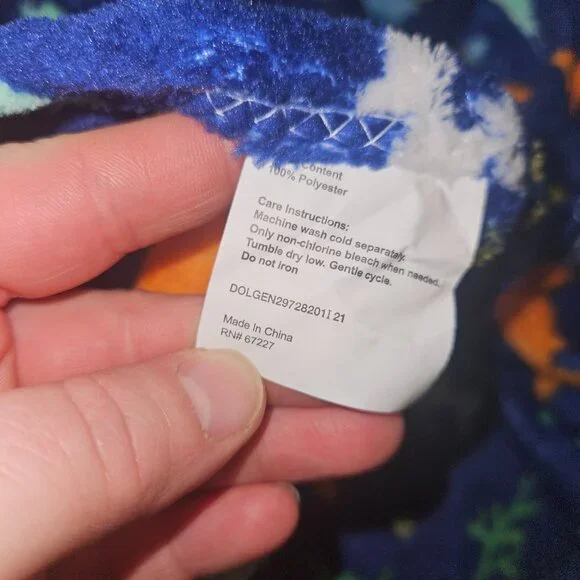 Content
100% Polyester
Care Instructions:
Machine wash cold separately.
Only non-chlorine bleach when needed.
Tumble dry low. Gentle cycle.
Do not iron
DOLGEN29728201I 21
Made In China
RN# 67227